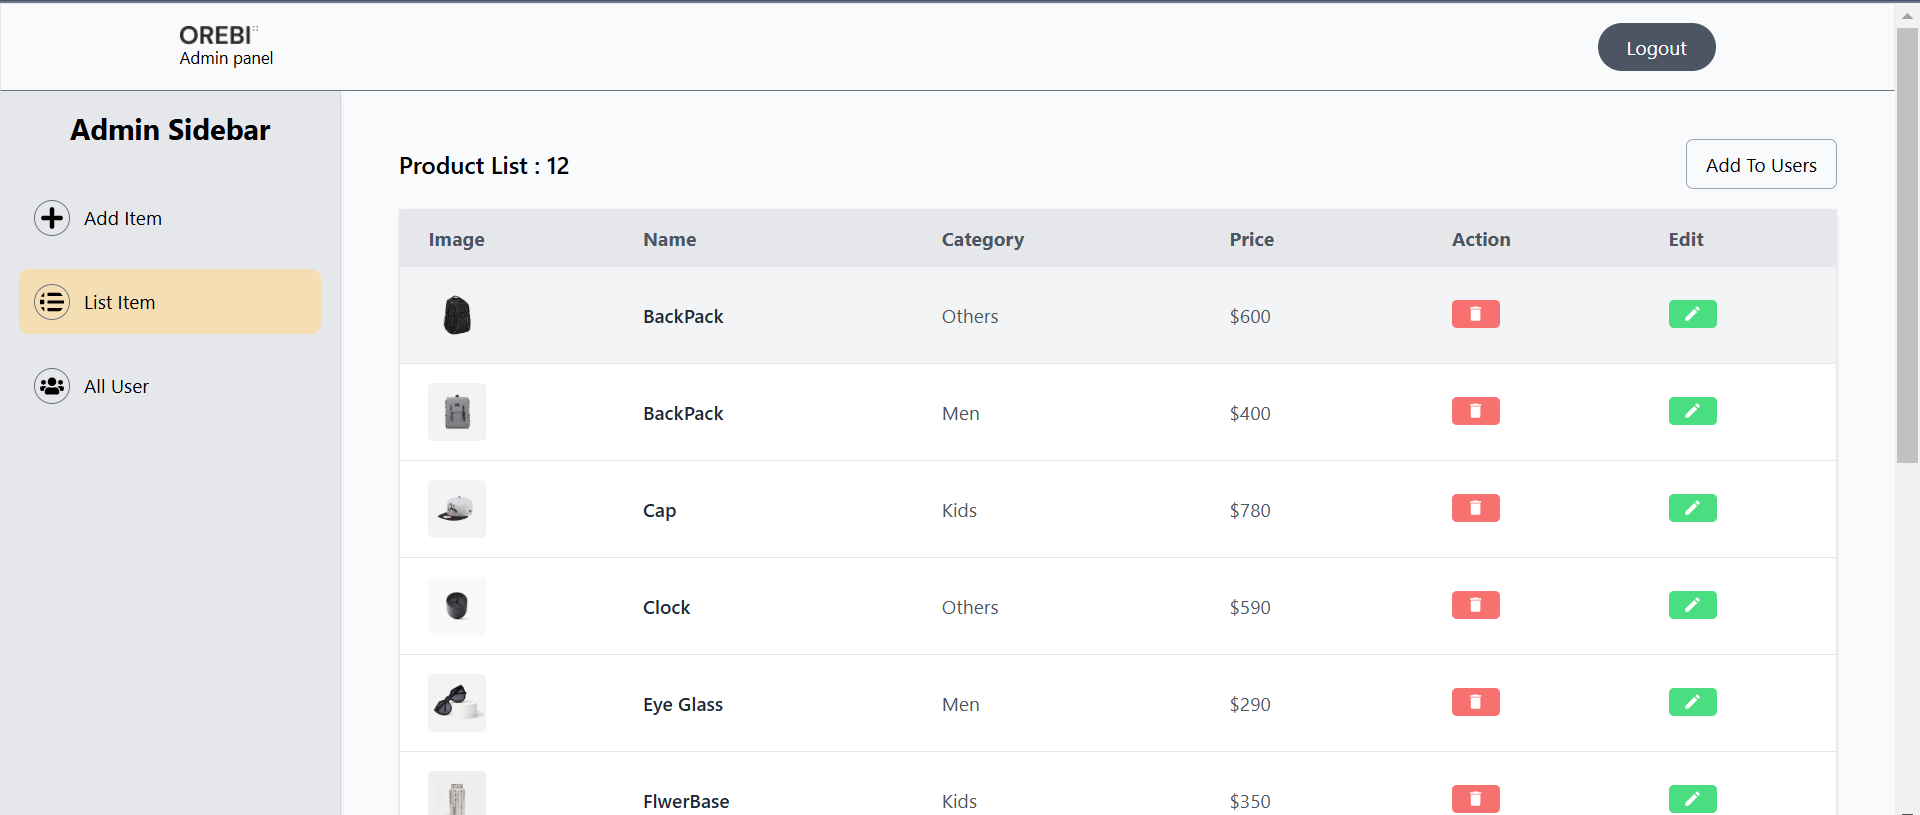 OREBI
Admin panel
Logout
Admin Sidebar
Add Item
List Item
All User
Product List : 12
Add To Users
Image Name Category Price Action Edit
BackPack Others $600
BackPack Men $400
Cap Kids $780
Clock Others $590
Eye Glass Men $290
FlwerBase Kids $350